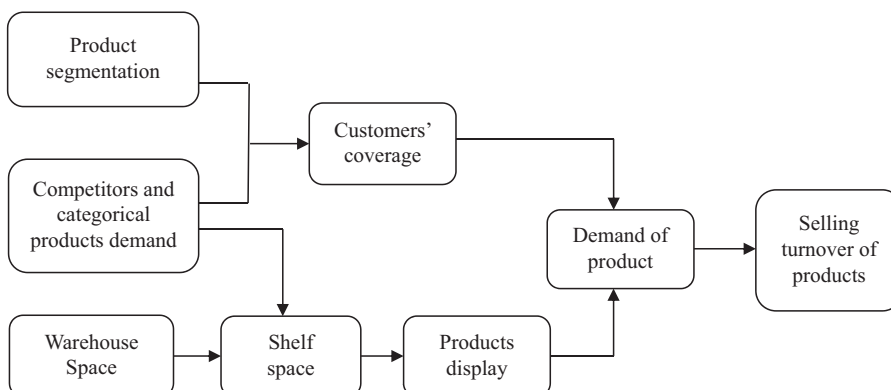 Product
segmentation
Customers’
coverage
Competitors and
categorical
products demand
Demand of
product
Selling
turnover of
products
Warehouse
Space
Shelf
space
Products
display